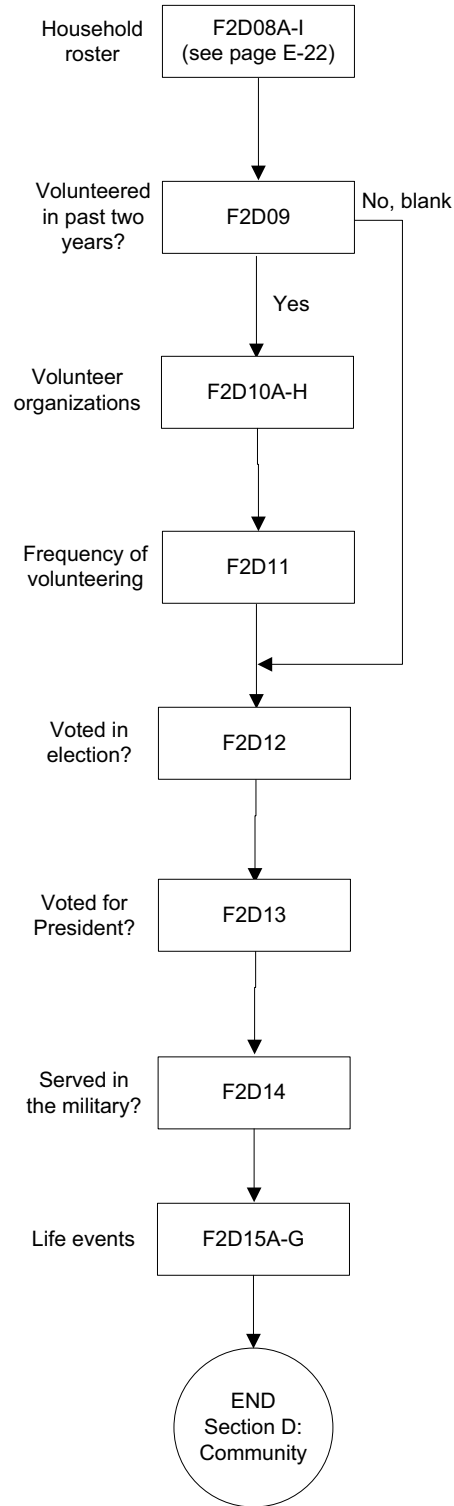 Household
roster
F2D08A-I
(see page E-22)
Volunteered
in past two
years?
F2D09
No, blank
Yes
Volunteer
organizations
F2D10A-H
Frequency of
volunteering
F2D11
Voted in
election?
F2D12
Voted for
President?
F2D13
Served in
the military?
F2D14
Life events
F2D15A-G
END
Section D:
Community